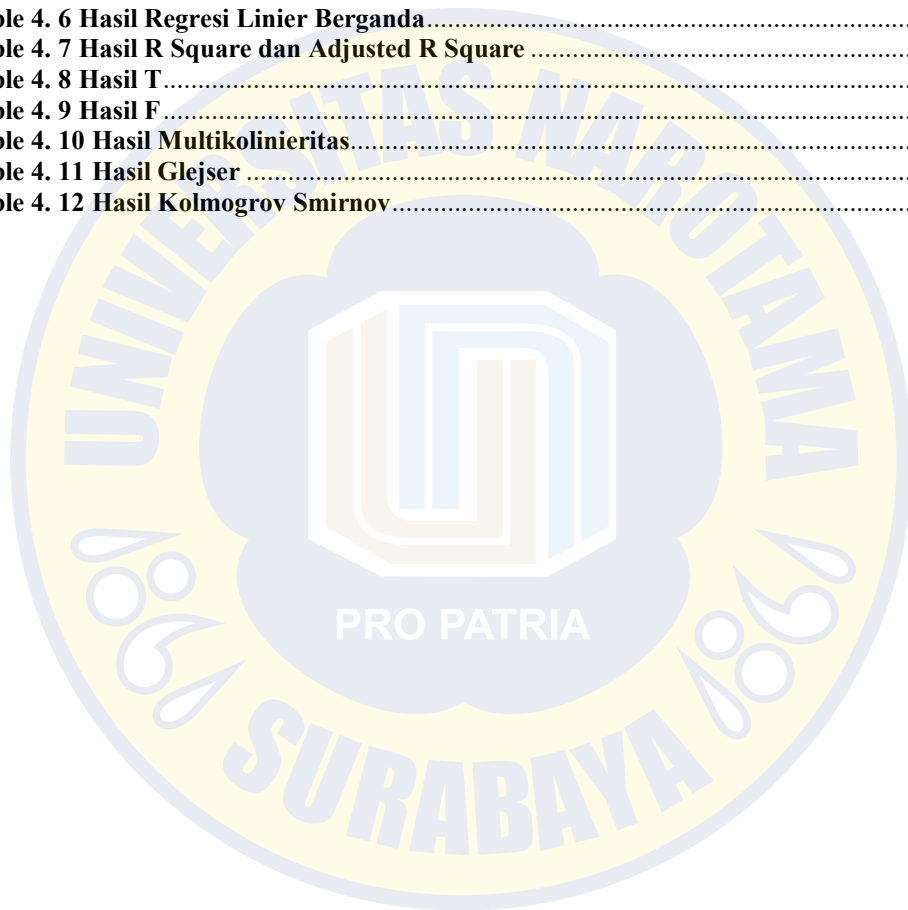 ble 4. 6 Hasil Regresi Linier Berganda
ble 4. 7 Hasil R Square dan Adjusted R Square
ble 4. 8 Hasil T
ble 4. 9 Hasil F
ble 4. 10 Hasil Multikolinieritas
ble 4. 11 Hasil Glejser
ble 4. 12 Hasil Kolmogrov Smirnov
UNIVERSITAS NAROTAMA
PRO PATRIA
SURABAYA